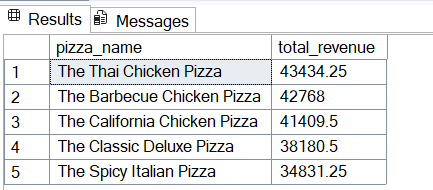 Results Messages
pizza_name total_revenue
1 The Thai Chicken Pizza 43434.25
2 The Barbecue Chicken Pizza 42768
3 The California Chicken Pizza 41409.5
4 The Classic Deluxe Pizza 38180.5
5 The Spicy Italian Pizza 34831.25